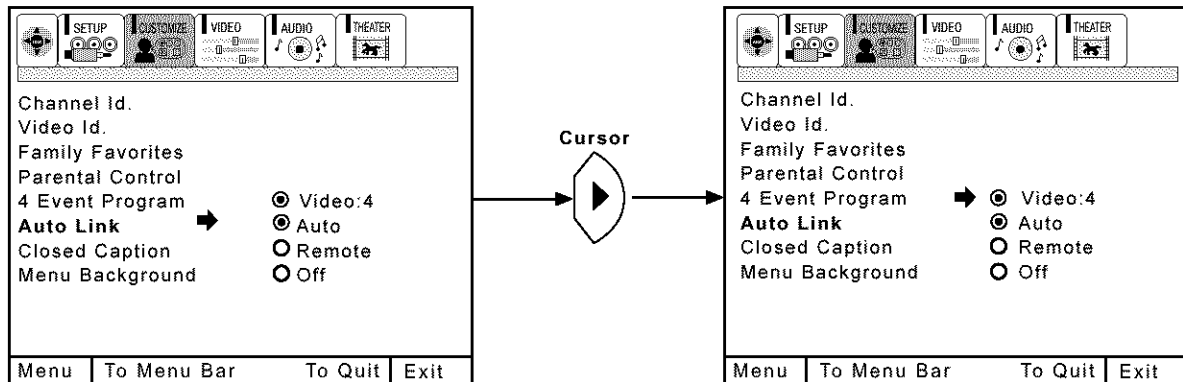 SETUP CUSTOMIZE VIDEO AUDIO THEATER
Channel Id.
Video Id.
Family Favorites
Parental Control
4 Event Program Video:4
Auto Link Auto
Closed Caption Remote
Menu Background Off
Menu To Menu Bar To Quit Exit
Cursor
SETUP CUSTOMIZE VIDEO AUDIO THEATER
Channel Id.
Video Id.
Family Favorites
Parental Control
4 Event Program Video:4
Auto Link Auto
Closed Caption Remote
Menu Background Off
Menu To Menu Bar To Quit Exit